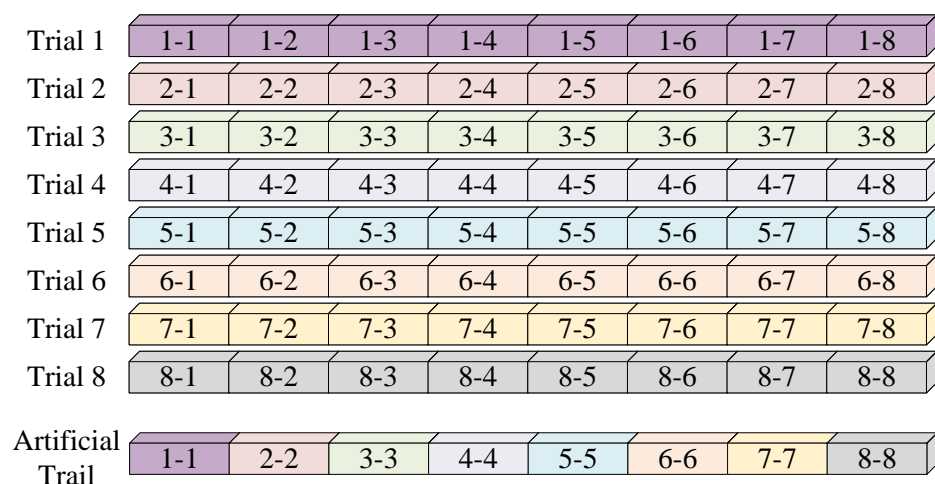 Trial 1 1-1 1-2 1-3 1-4 1-5 1-6 1-7 1-8
Trial 2 2-1 2-2 2-3 2-4 2-5 2-6 2-7 2-8
Trial 3 3-1 3-2 3-3 3-4 3-5 3-6 3-7 3-8
Trial 4 4-1 4-2 4-3 4-4 4-5 4-6 4-7 4-8
Trial 5 5-1 5-2 5-3 5-4 5-5 5-6 5-7 5-8
Trial 6 6-1 6-2 6-3 6-4 6-5 6-6 6-7 6-8
Trial 7 7-1 7-2 7-3 7-4 7-5 7-6 7-7 7-8
Trial 8 8-1 8-2 8-3 8-4 8-5 8-6 8-7 8-8
Artificial
Trail
1-1 2-2 3-3 4-4 5-5 6-6 7-7 8-8